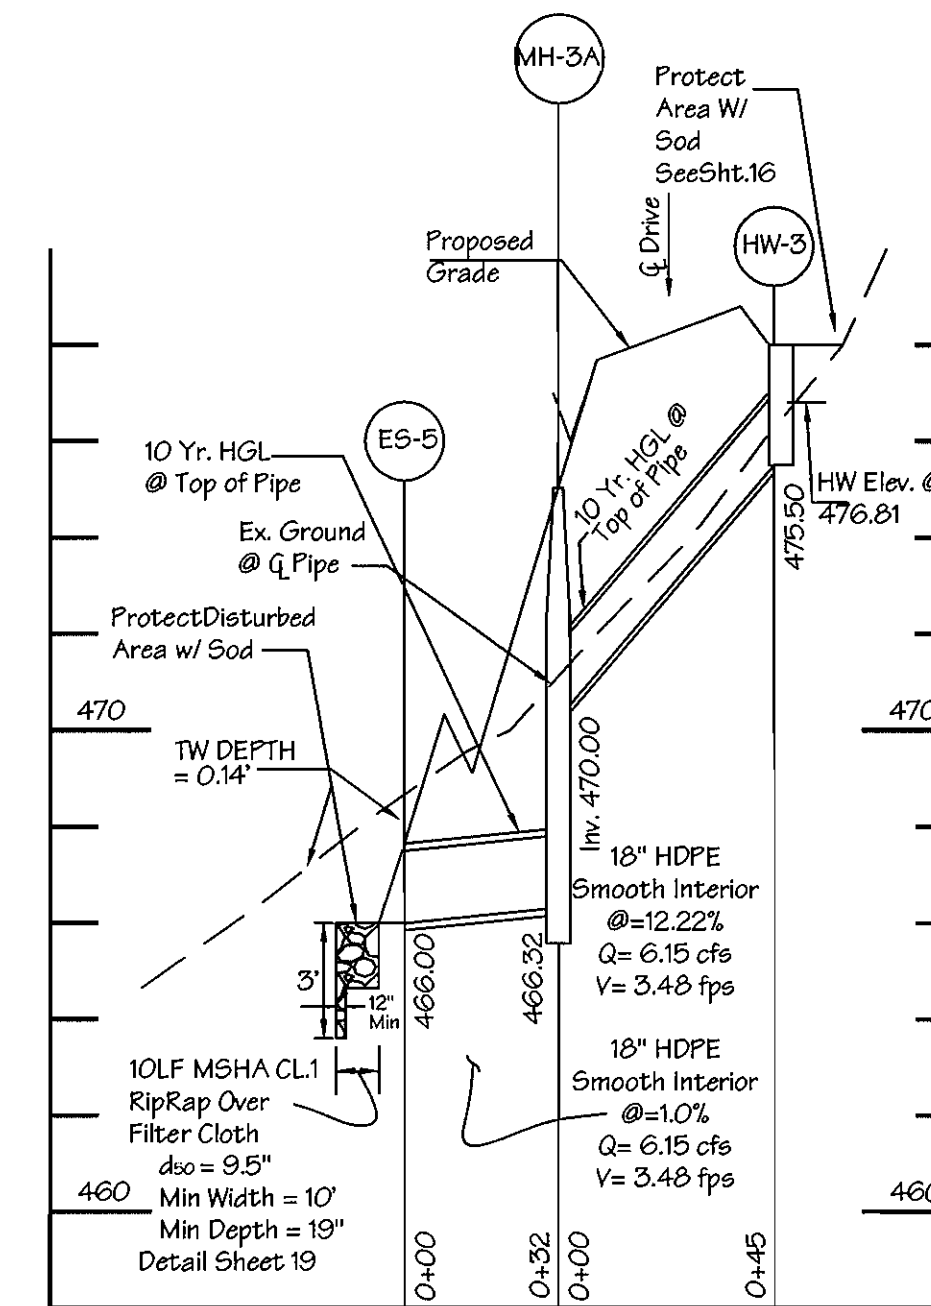 MH-3A
Protect
Area W/
Sod
SeeSht.16
℄ Drive
HW-3
Proposed
Grade
ES-5
10 Yr. HGL
@ Top of Pipe
10 Yr. HGL @
Top of Pipe
HW Elev. @
476.81
475.50
Ex. Ground
@ ℄ Pipe
ProtectDisturbed
Area w/ Sod
470
470
TW DEPTH
= 0.14'
Inv. 470.00
18" HDPE
Smooth Interior
@=12.22%
Q= 6.15 cfs
V= 3.48 fps
3'
12"
Min
466.00
466.32
18" HDPE
Smooth Interior
@=1.0%
Q= 6.15 cfs
V= 3.48 fps
10LF MSHA CL.1
RipRap Over
Filter Cloth
d50 = 9.5"
Min Width = 10'
Min Depth = 19"
Detail Sheet 19
460
460
0+00
0+32
0+00
0+45